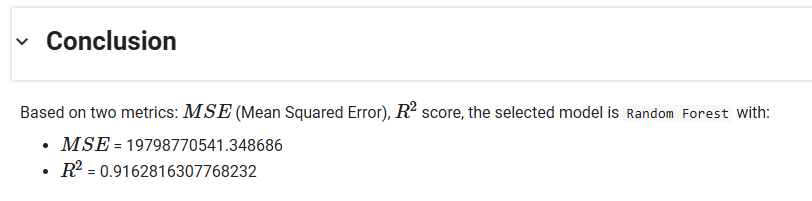 Conclusion
Based on two metrics: MSE (Mean Squared Error), R² score, the selected model is Random Forest with:
• MSE = 19798770541.348686
• R² = 0.9162816307768232